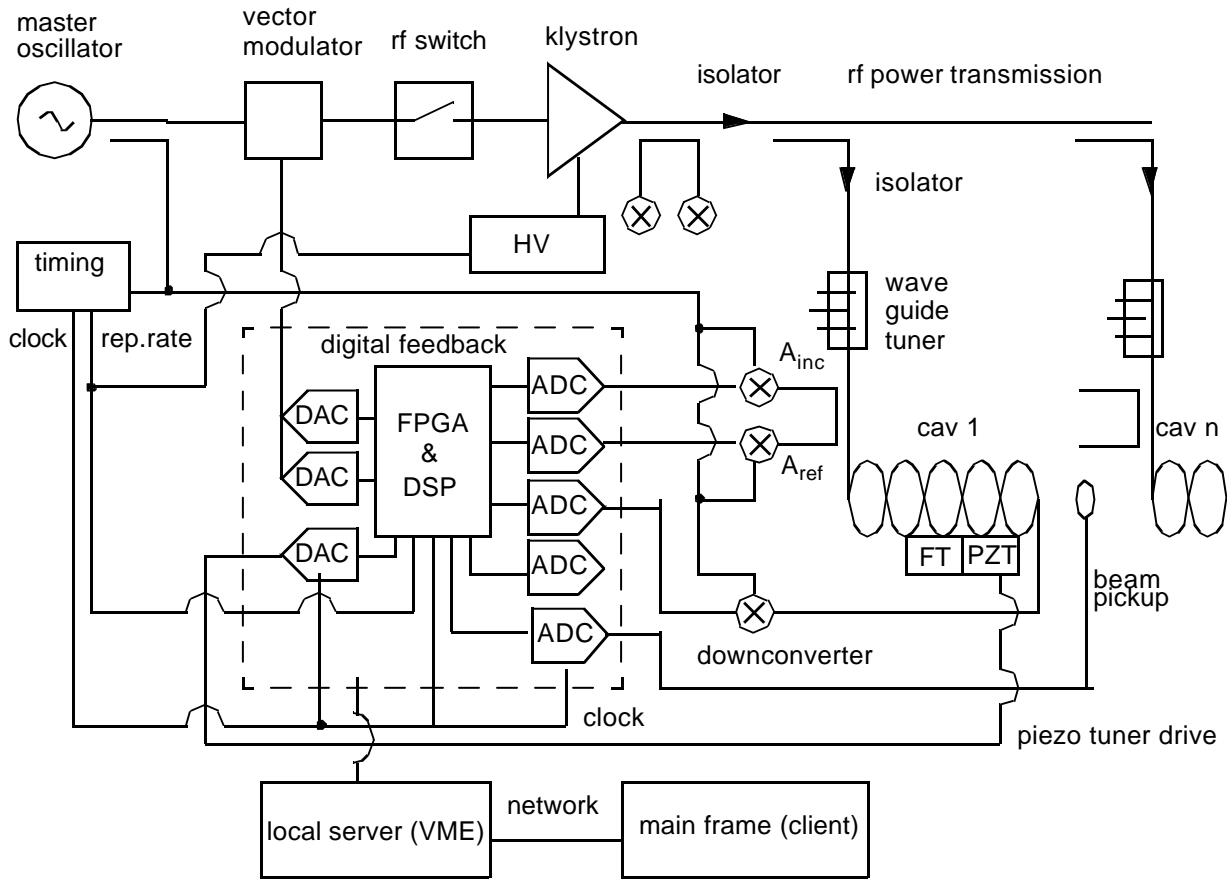 master
oscillator
vector
modulator
rf switch
klystron
isolator
rf power transmission
isolator
HV
timing
wave
guide
tuner
clock
rep.rate
digital feedback
A inc
ADC
DAC
FPGA
&
DSP
ADC
cav 1
cav n
A ref
DAC
ADC
DAC
ADC
FT
PZT
beam
pickup
ADC
downconverter
clock
piezo tuner drive
network
local server (VME)
main frame (client)